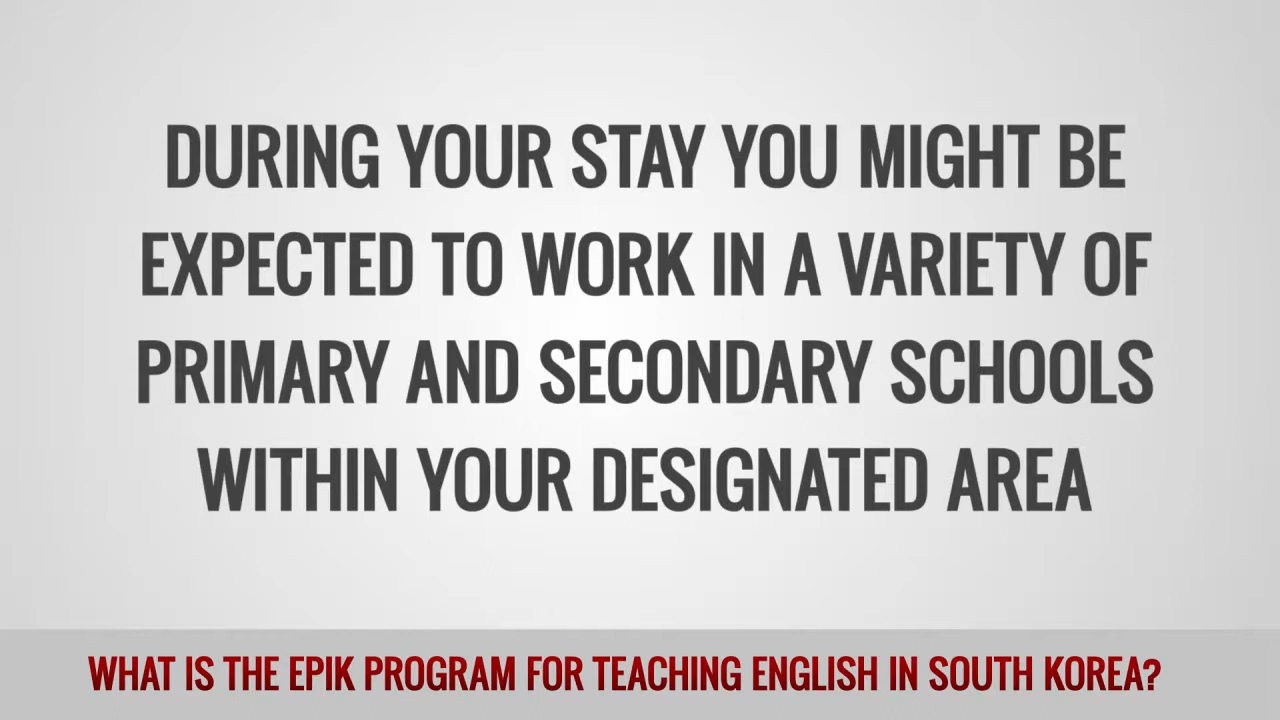 DURING YOUR STAY YOU MIGHT BE
EXPECTED TO WORK IN A VARIETY OF
PRIMARY AND SECONDARY SCHOOLS
WITHIN YOUR DESIGNATED AREA
WHAT IS THE EPIK PROGRAM FOR TEACHING ENGLISH IN SOUTH KOREA?